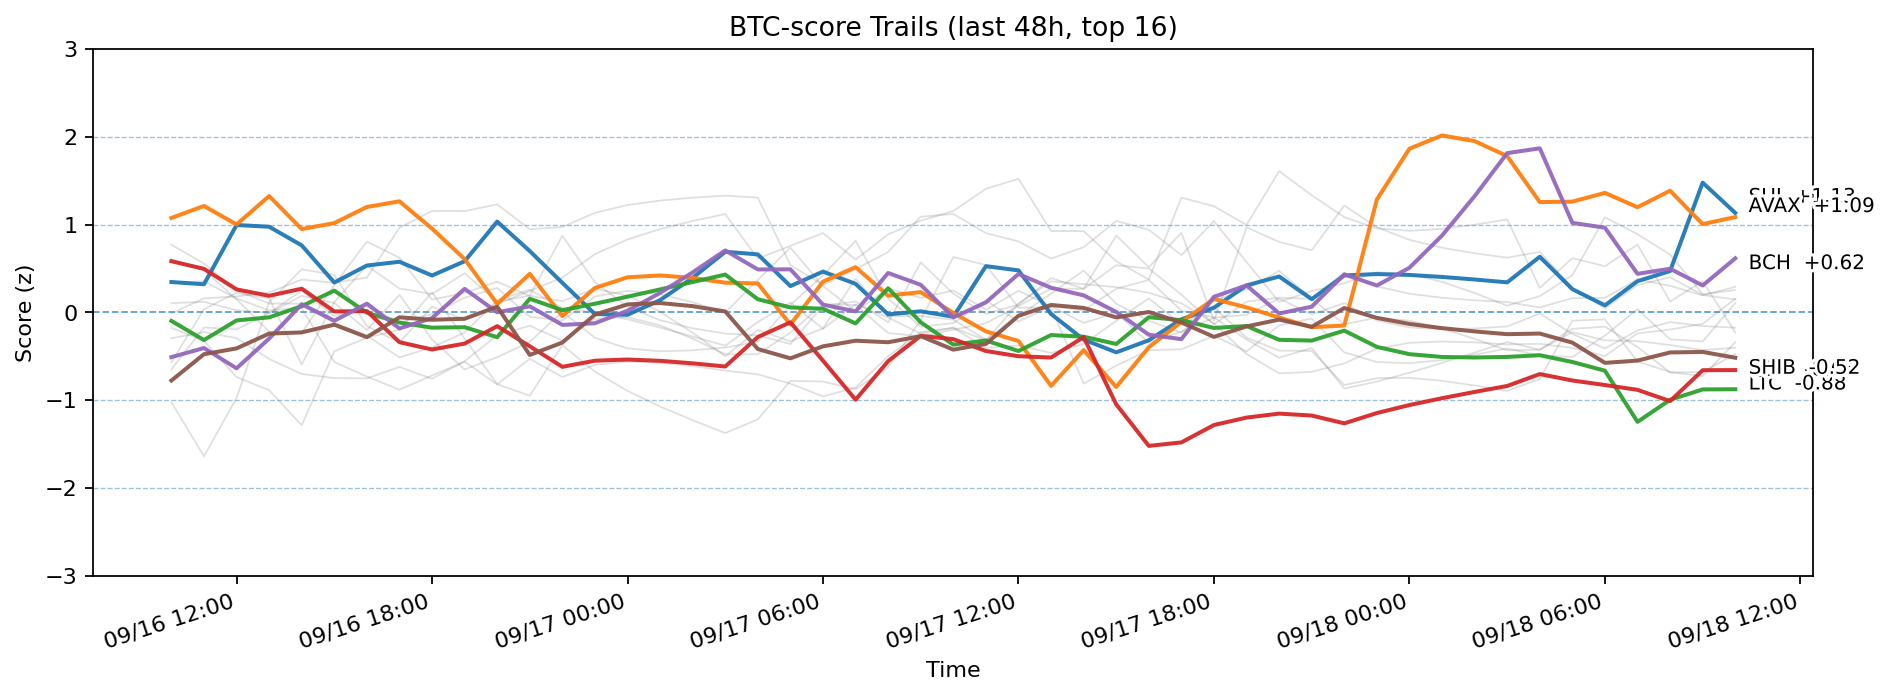 BTC-score Trails (last 48h, top 16)
3
2
1
0
−1
−2
−3
Score (z)
AVAX +1.09
BCH +0.62
SHIB -0.52
LTC -0.88
09/16 12:00
09/16 18:00
09/17 00:00
09/17 06:00
09/17 12:00
09/17 18:00
09/18 00:00
09/18 06:00
09/18 12:00
Time